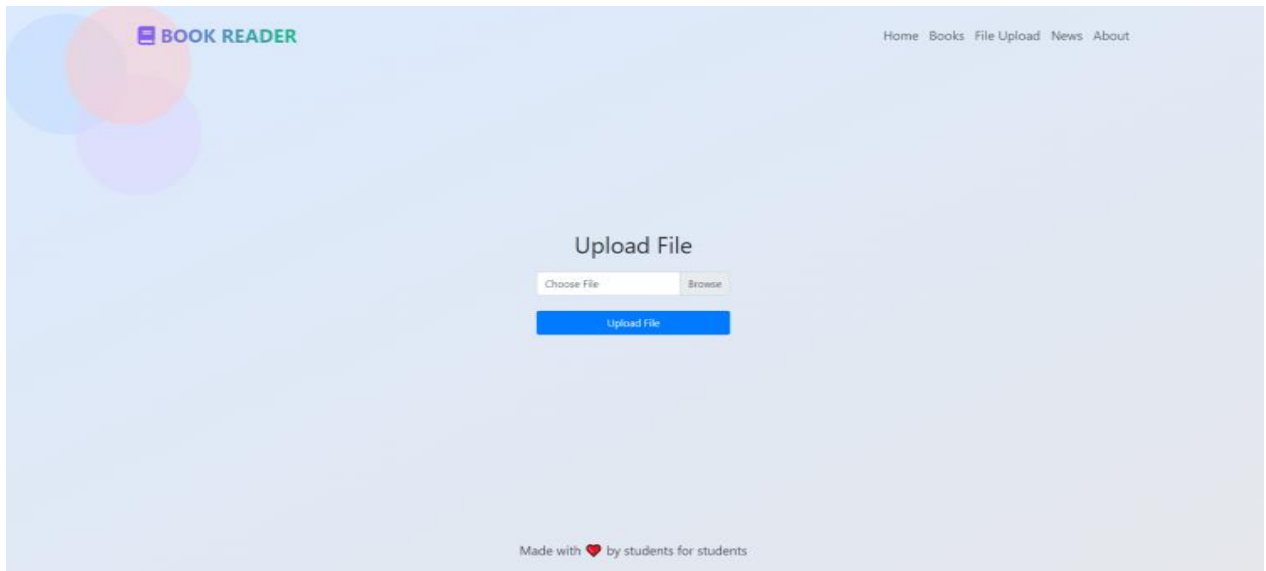 BOOK READER
Home Books File Upload News About
Upload File
Choose File Browse
Upload File
Made with ❤ by students for students